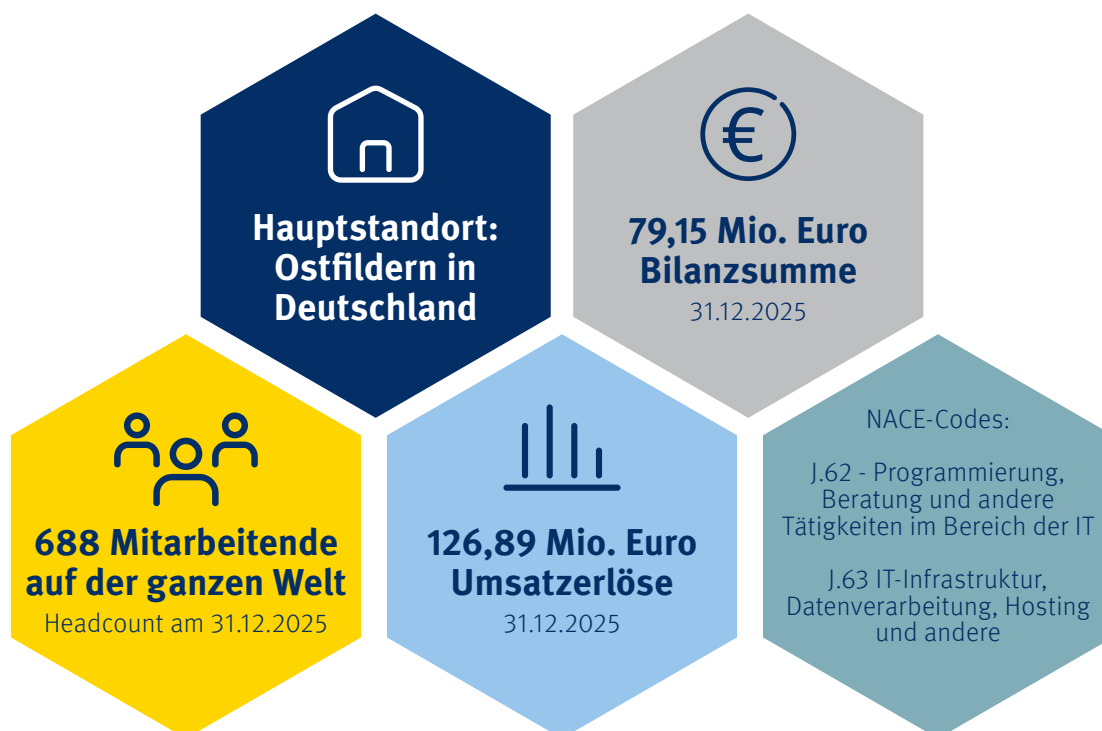 Hauptstandort:
Ostfildern in
Deutschland
€
79,15 Mio. Euro
Bilanzsumme
31.12.2025
688 Mitarbeitende
auf der ganzen Welt
Headcount am 31.12.2025
126,89 Mio. Euro
Umsatzerlöse
31.12.2025
NACE-Codes:
J.62 - Programmierung,
Beratung und andere
Tätigkeiten im Bereich der IT
J.63 IT-Infrastruktur,
Datenverarbeitung, Hosting
und andere